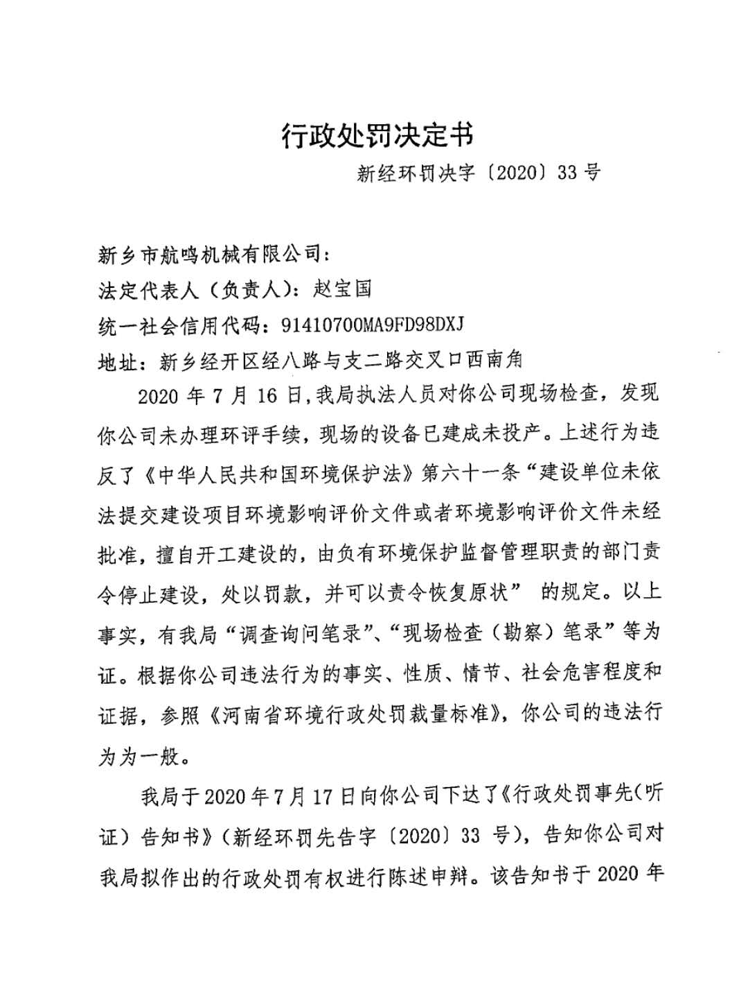 行政处罚决定书
新经环罚决字〔2020〕33 号
新乡市航鸣机械有限公司:
法定代表人（负责人）：赵宝国
统一社会信用代码：91410700MA9FD98DXJ
地址：新乡经开区经八路与支二路交叉口西南角
2020 年 7 月 16 日,我局执法人员对你公司现场检查，发现
你公司未办理环评手续，现场的设备已建成未投产。上述行为违
反了《中华人民共和国环境保护法》第六十一条“建设单位未依
法提交建设项目环境影响评价文件或者环境影响评价文件未经
批准，擅自开工建设的，由负有环境保护监督管理职责的部门责
令停止建设，处以罚款，并可以责令恢复原状” 的规定。以上
事实，有我局“调查询问笔录”、“现场检查（勘察）笔录”等为
证。根据你公司违法行为的事实、性质、情节、社会危害程度和
证据，参照《河南省环境行政处罚裁量标准》，你公司的违法行
为为一般。
我局于 2020 年 7 月 17 日向你公司下达了《行政处罚事先（听
证）告知书》（新经环罚先告字〔2020〕33 号），告知你公司对
我局拟作出的行政处罚有权进行陈述申辩。该告知书于 2020 年